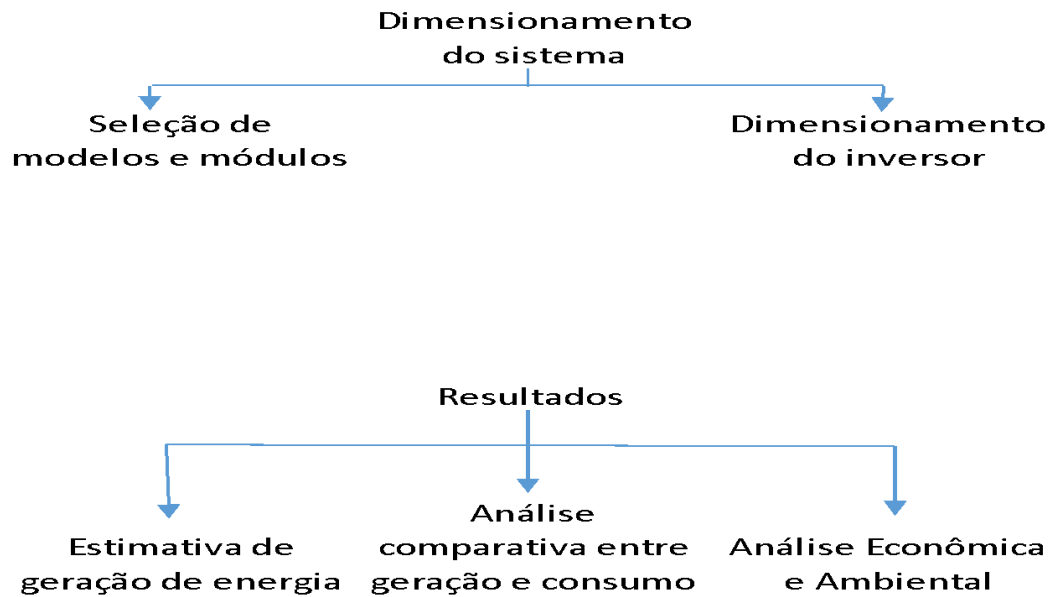 Dimensionamento
do sistema
Seleção de
modelos e módulos
Dimensionamento
do inversor
Resultados
Estimativa de
geração de energia
Análise
comparativa entre
geração e consumo
Análise Econômica
e Ambiental